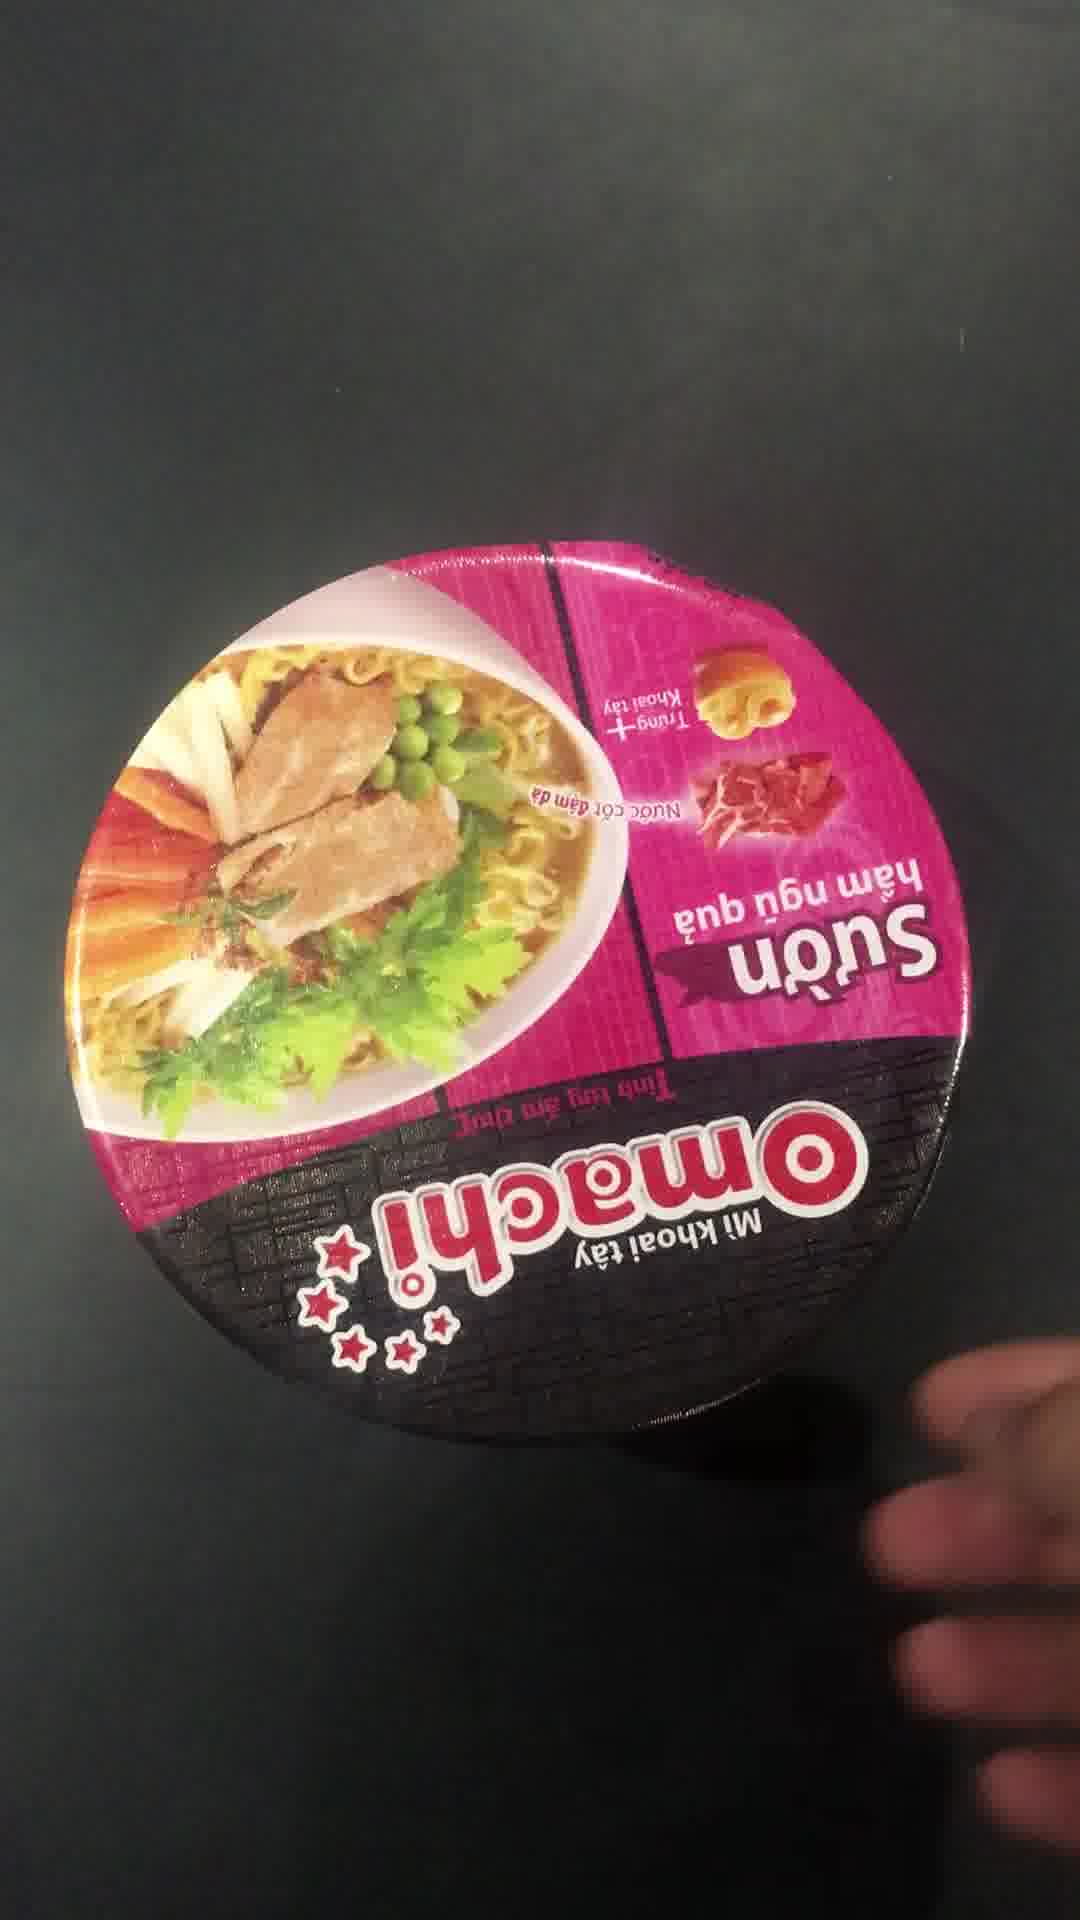 Mì khoai tây
Omachi
Tinh túy ẩm thực
Sườn
hầm ngũ quả
Nước cốt đậm đà
Trứng+
Khoai tây